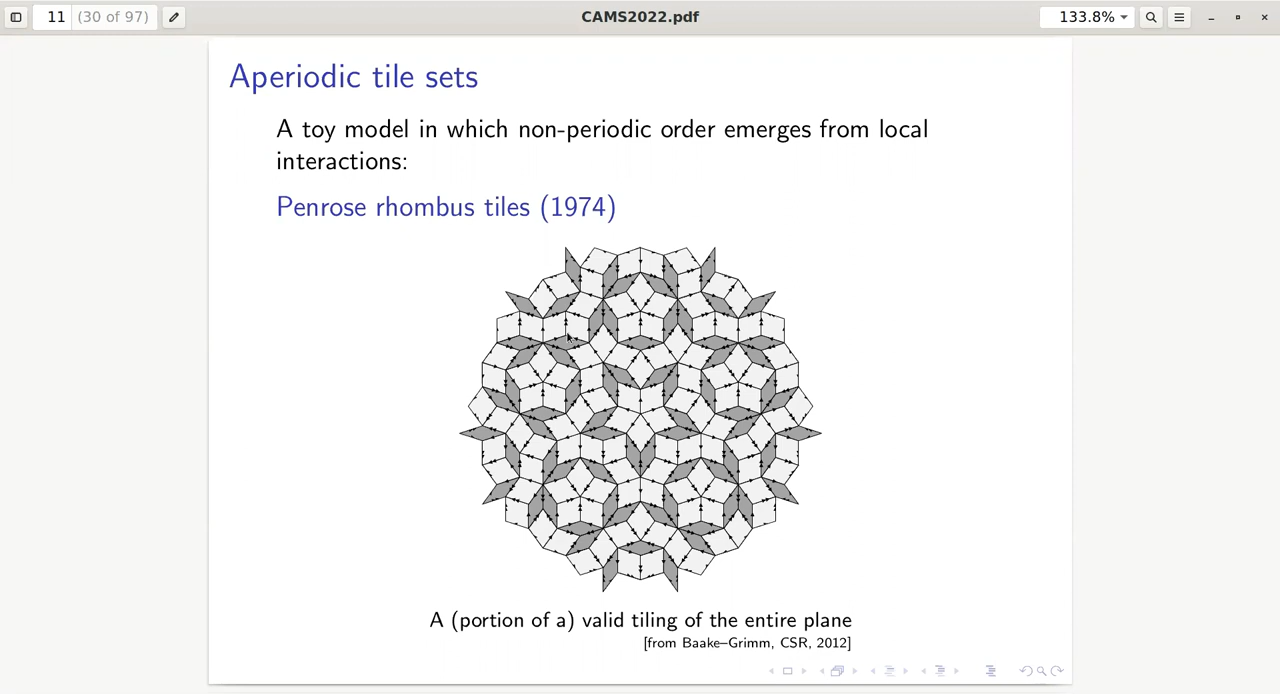 11 (30 of 97) CAMS2022.pdf 133.8%
Aperiodic tile sets
A toy model in which non-periodic order emerges from local
interactions:
Penrose rhombus tiles (1974)
A (portion of a) valid tiling of the entire plane
[from Baake–Grimm, CSR, 2012]